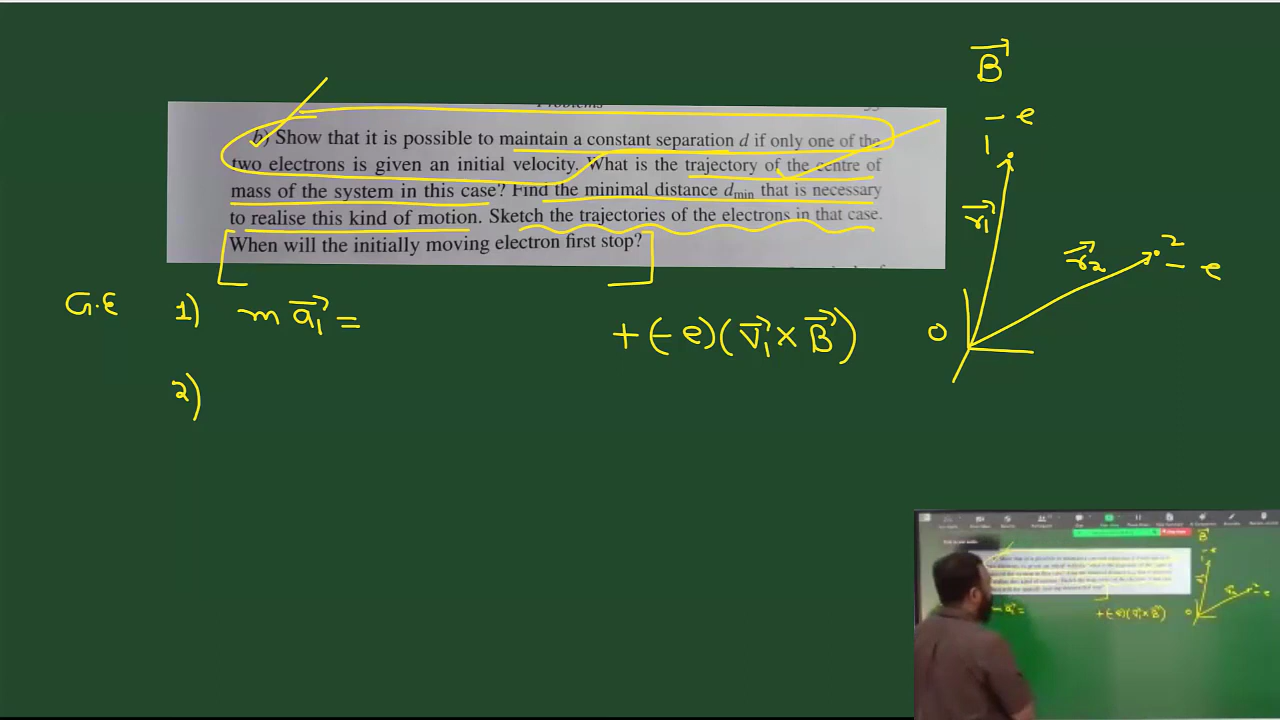 Problems
b) Show that it is possible to maintain a constant separation d if only one of the
two electrons is given an initial velocity. What is the trajectory of the centre of
mass of the system in this case? Find the minimal distance dmin that is necessary
to realise this kind of motion. Sketch the trajectories of the electrons in that case.
When will the initially moving electron first stop?
B⃗
- e
1
r⃗1
r⃗2
2
- e
O
G.E 1) m a⃗1 = + (- e)(v⃗1 × B⃗)
2)